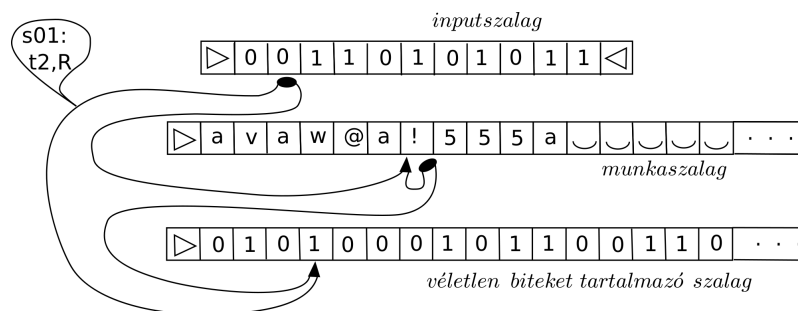 inputszalag
s01:
t2,R
▷ 0 0 1 1 0 1 0 1 0 1 1 ◁
▷ a v a w @ a ! 5 5 5 a ⏝ ⏝ ⏝ ⏝ ⏝ · · ·
munkaszalag
▷ 0 1 0 1 0 0 0 1 0 1 1 0 0 1 1 0 · · ·
véletlen biteket tartalmazó szalag